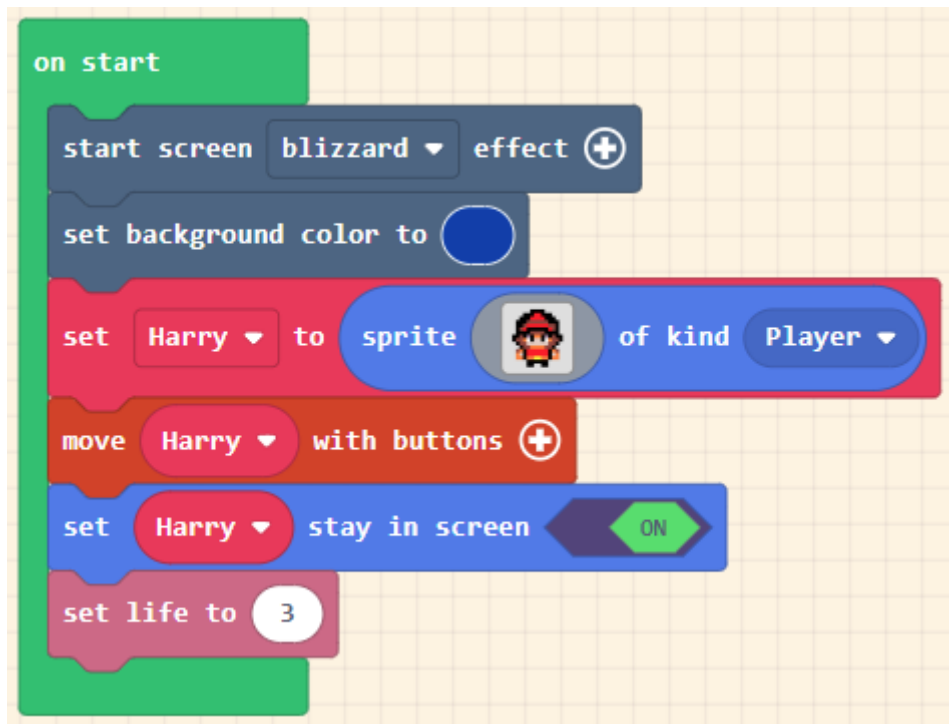 on start
start screen blizzard effect
set background color to
set Harry to sprite of kind Player
move Harry with buttons
set Harry stay in screen ON
set life to 3